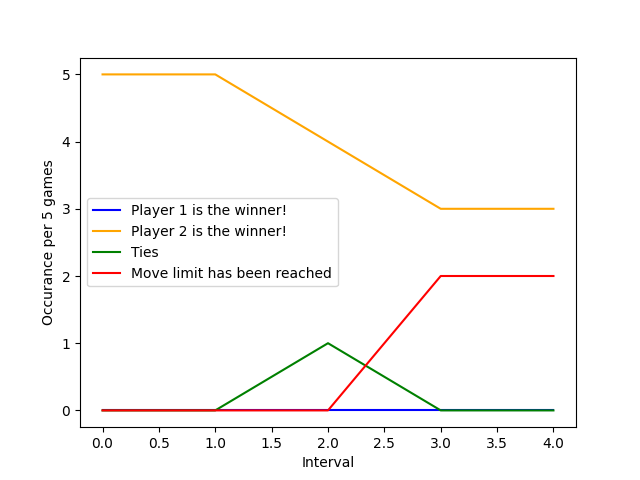 5
4
3
2
1
0
Occurance per 5 games
Player 1 is the winner!
Player 2 is the winner!
Ties
Move limit has been reached
0.0 0.5 1.0 1.5 2.0 2.5 3.0 3.5 4.0
Interval